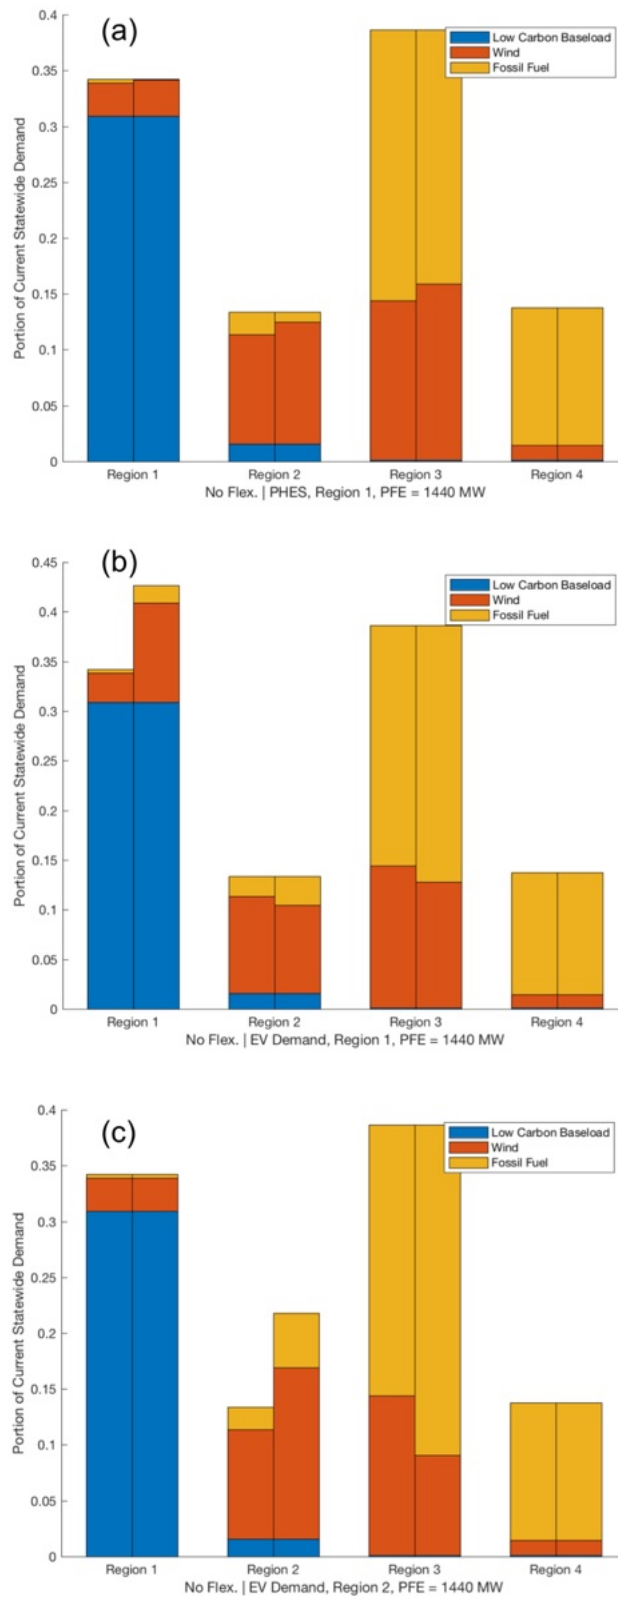 (a)
Low Carbon Baseload
Wind
Fossil Fuel
Portion of Current Statewide Demand
0.4
0.35
0.3
0.25
0.2
0.15
0.1
0.05
0
Region 1 Region 2 Region 3 Region 4
No Flex. | PHES, Region 1, PFE = 1440 MW
(b)
Low Carbon Baseload
Wind
Fossil Fuel
Portion of Current Statewide Demand
0.45
0.4
0.35
0.3
0.25
0.2
0.15
0.1
0.05
0
Region 1 Region 2 Region 3 Region 4
No Flex. | EV Demand, Region 1, PFE = 1440 MW
(c)
Low Carbon Baseload
Wind
Fossil Fuel
Portion of Current Statewide Demand
0.4
0.35
0.3
0.25
0.2
0.15
0.1
0.05
0
Region 1 Region 2 Region 3 Region 4
No Flex. | EV Demand, Region 2, PFE = 1440 MW